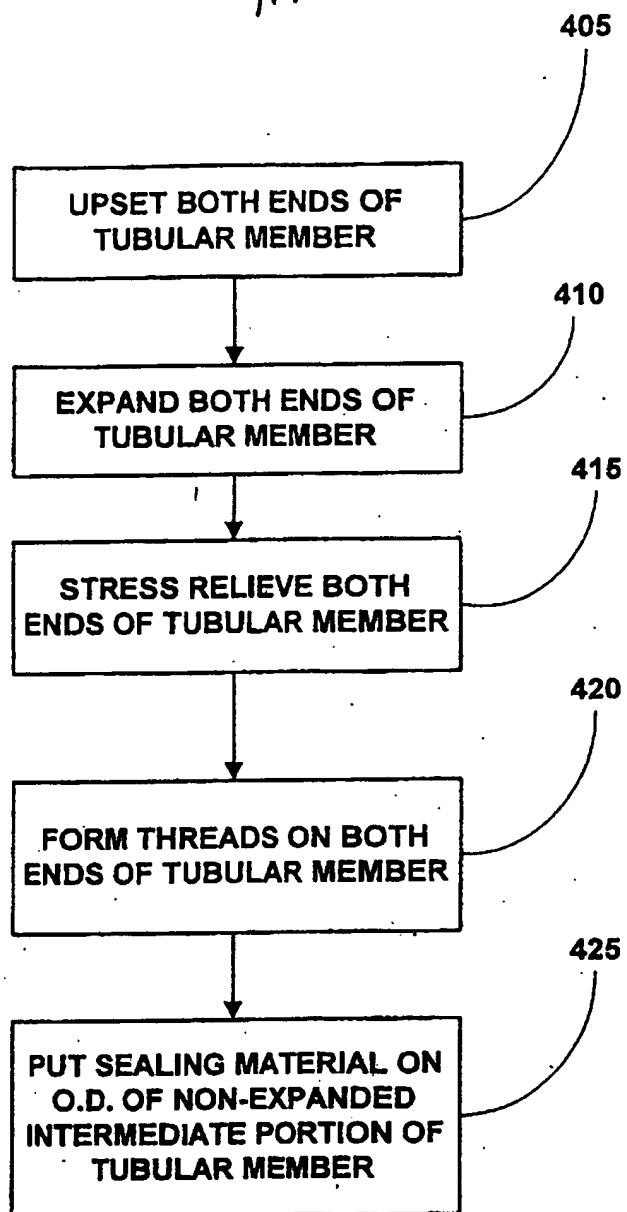 405
UPSET BOTH ENDS OF
TUBULAR MEMBER
410
EXPAND BOTH ENDS OF
TUBULAR MEMBER
415
STRESS RELIEVE BOTH
ENDS OF TUBULAR MEMBER
420
FORM THREADS ON BOTH
ENDS OF TUBULAR MEMBER
425
PUT SEALING MATERIAL ON
O.D. OF NON-EXPANDED
INTERMEDIATE PORTION OF
TUBULAR MEMBER